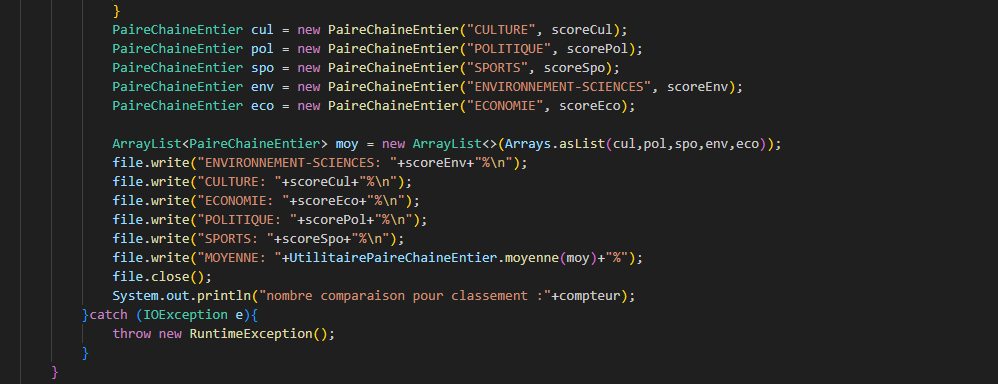 }
PaireChaineEntier cul = new PaireChaineEntier("CULTURE", scoreCul);
PaireChaineEntier pol = new PaireChaineEntier("POLITIQUE", scorePol);
PaireChaineEntier spo = new PaireChaineEntier("SPORTS", scoreSpo);
PaireChaineEntier env = new PaireChaineEntier("ENVIRONNEMENT-SCIENCES", scoreEnv);
PaireChaineEntier eco = new PaireChaineEntier("ECONOMIE", scoreEco);
ArrayList<PaireChaineEntier> moy = new ArrayList<>(Arrays.asList(cul,pol,spo,env,eco));
file.write("ENVIRONNEMENT-SCIENCES: "+scoreEnv+"%\n");
file.write("CULTURE: "+scoreCul+"%\n");
file.write("ECONOMIE: "+scoreEco+"%\n");
file.write("POLITIQUE: "+scorePol+"%\n");
file.write("SPORTS: "+scoreSpo+"%\n");
file.write("MOYENNE: "+UtilitairePaireChaineEntier.moyenne(moy)+"%");
file.close();
System.out.println("nombre comparaison pour classement :"+compteur);
}catch (IOException e){
throw new RuntimeException();
}
}